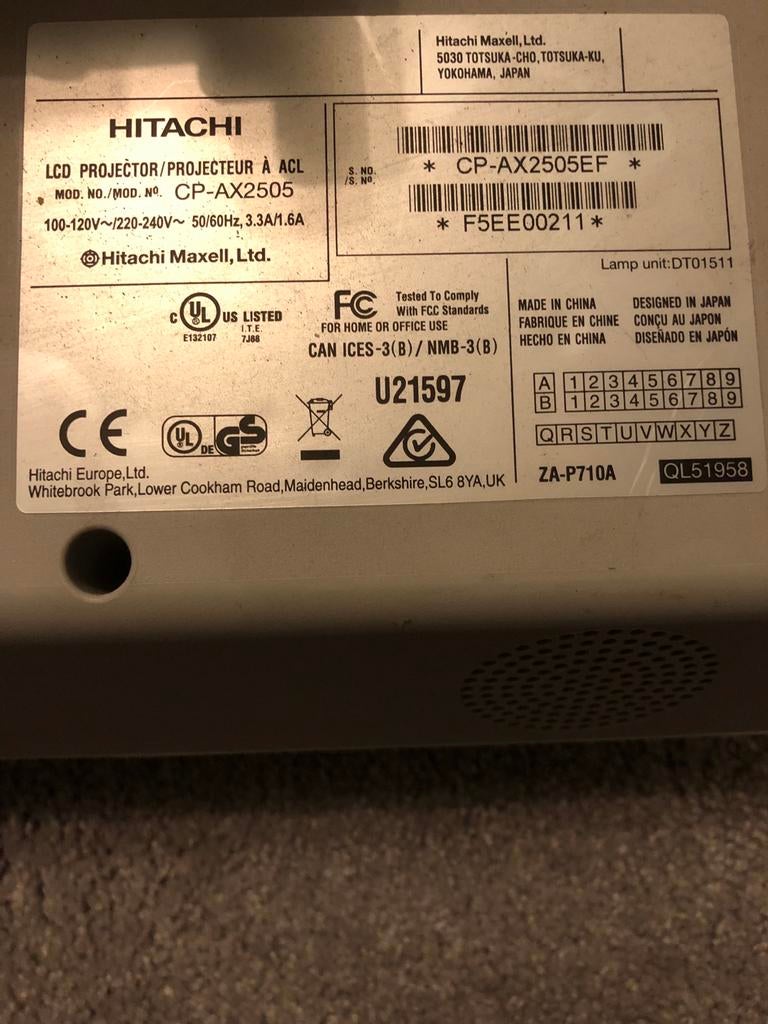 Hitachi Maxell, Ltd.
5030 TOTSUKA-CHO, TOTSUKA-KU,
YOKOHAMA, JAPAN
HITACHI
LCD PROJECTOR/PROJECTEUR À ACL
MOD. NO./MOD. Nº. CP-AX2505
100-120V~/220-240V~ 50/60Hz, 3.3A/1.6A
Hitachi Maxell, Ltd.
S. NO.
/S. Nº.
* CP-AX2505EF *
* F5EE00211 *
Lamp unit:DT01511
C UL US LISTED
I.T.E.
E132107 7J88
FC Tested To Comply
With FCC Standards
FOR HOME OR OFFICE USE
CAN ICES-3(B)/ NMB-3(B)
U21597
MADE IN CHINA DESIGNED IN JAPAN
FABRIQUE EN CHINE CONÇU AU JAPON
HECHO EN CHINA DISEÑADO EN JAPÓN
A 1 2 3 4 5 6 7 8 9
B 1 2 3 4 5 6 7 8 9
Q R S T U V W X Y Z
ZA-P710A QL51958
CE
UL DE GS
Hitachi Europe, Ltd.
Whitebrook Park, Lower Cookham Road, Maidenhead, Berkshire, SL6 8YA, UK